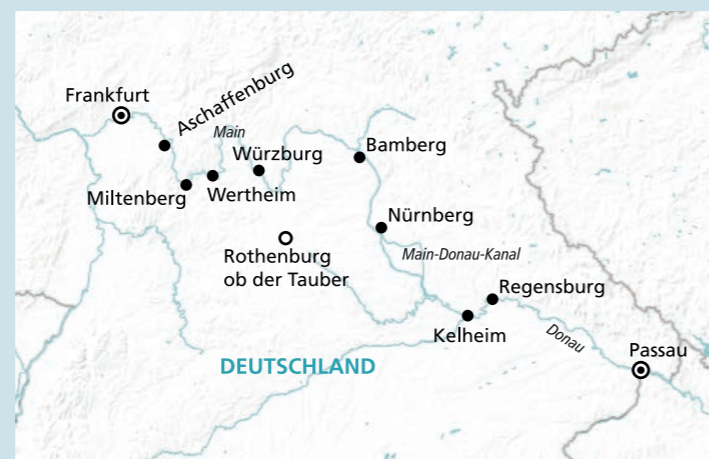 Frankfurt
Aschaffenburg
Main
Würzburg
Bamberg
Miltenberg
Wertheim
Nürnberg
Rothenburg
ob der Tauber
Main-Donau-Kanal
Regensburg
Kelheim
Donau
Passau
DEUTSCHLAND